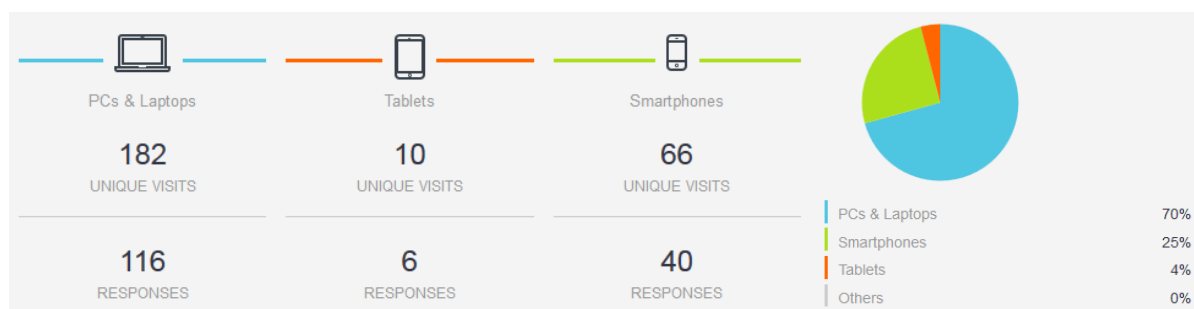 PCs & Laptops
182
UNIQUE VISITS
116
RESPONSES
Tablets
10
UNIQUE VISITS
6
RESPONSES
Smartphones
66
UNIQUE VISITS
40
RESPONSES
PCs & Laptops 70%
Smartphones 25%
Tablets 4%
Others 0%